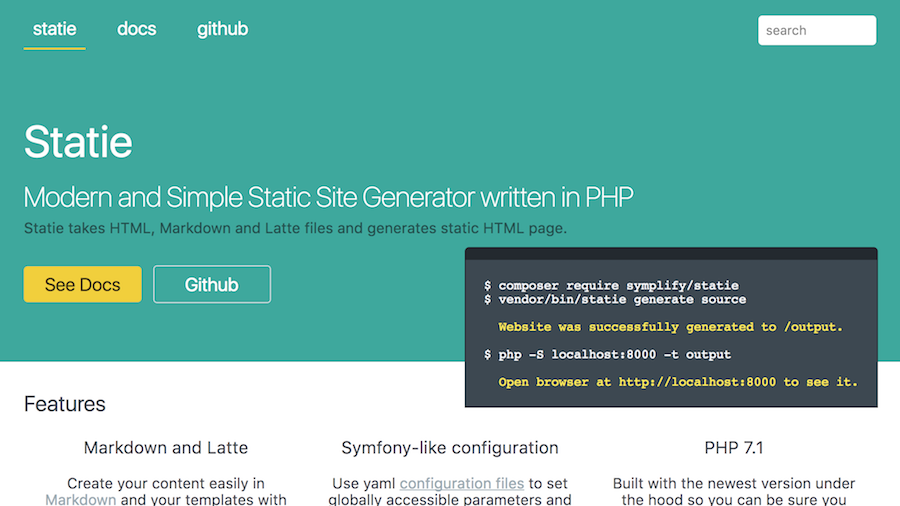 statie docs github search
Statie
Modern and Simple Static Site Generator written in PHP
Statie takes HTML, Markdown and Latte files and generates static HTML page.
See Docs Github
$ composer require symplify/statie
$ vendor/bin/statie generate source
Website was successfully generated to /output.
$ php -S localhost:8000 -t output
Open browser at http://localhost:8000 to see it.
Features
Markdown and Latte
Create your content easily in
Markdown and your templates with
Symfony-like configuration
Use yaml configuration files to set
globally accessible parameters and
PHP 7.1
Built with the newest version under
the hood so you can be sure you